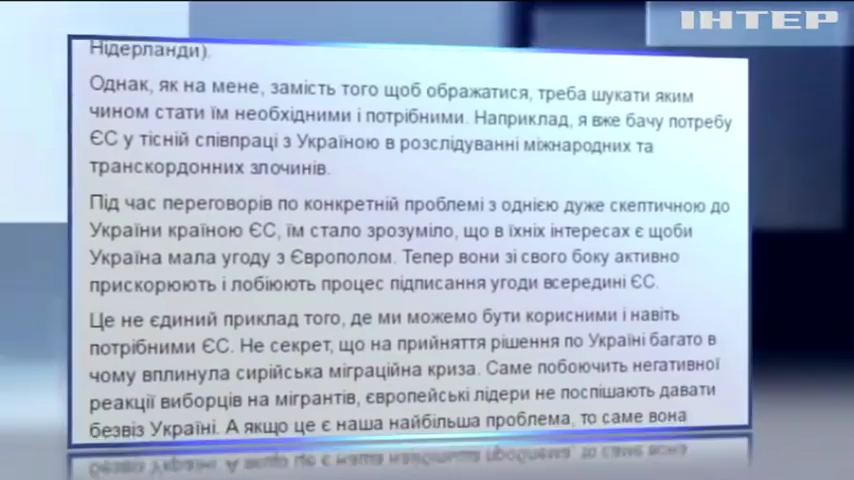 ІНТЕР
Нідерланди).
Однак, як на мене, замість того щоб ображатися, треба шукати яким
чином стати їм необхідними і потрібними. Наприклад, я вже бачу потребу
ЄС у тісній співпраці з Україною в розслідуванні міжнародних та
транскордонних злочинів.
Під час переговорів по конкретній проблемі з однією дуже скептичною до
України країною ЄС, їм стало зрозуміло, що в їхніх інтересах є щоби
Україна мала угоду з Європолом. Тепер вони зі свого боку активно
прискорюють і лобіюють процес підписання угоди всередині ЄС.
Це не єдиний приклад того, де ми можемо бути корисними і навіть
потрібними ЄС. Не секрет, що на прийняття рішення по Україні багато в
чому вплинула сирійська міграційна криза. Саме побоючить негативної
реакції виборців на мігрантів, європейські лідери не поспішають давати
безвіз Україні. А якщо це є наша найбільша проблема, то саме вона